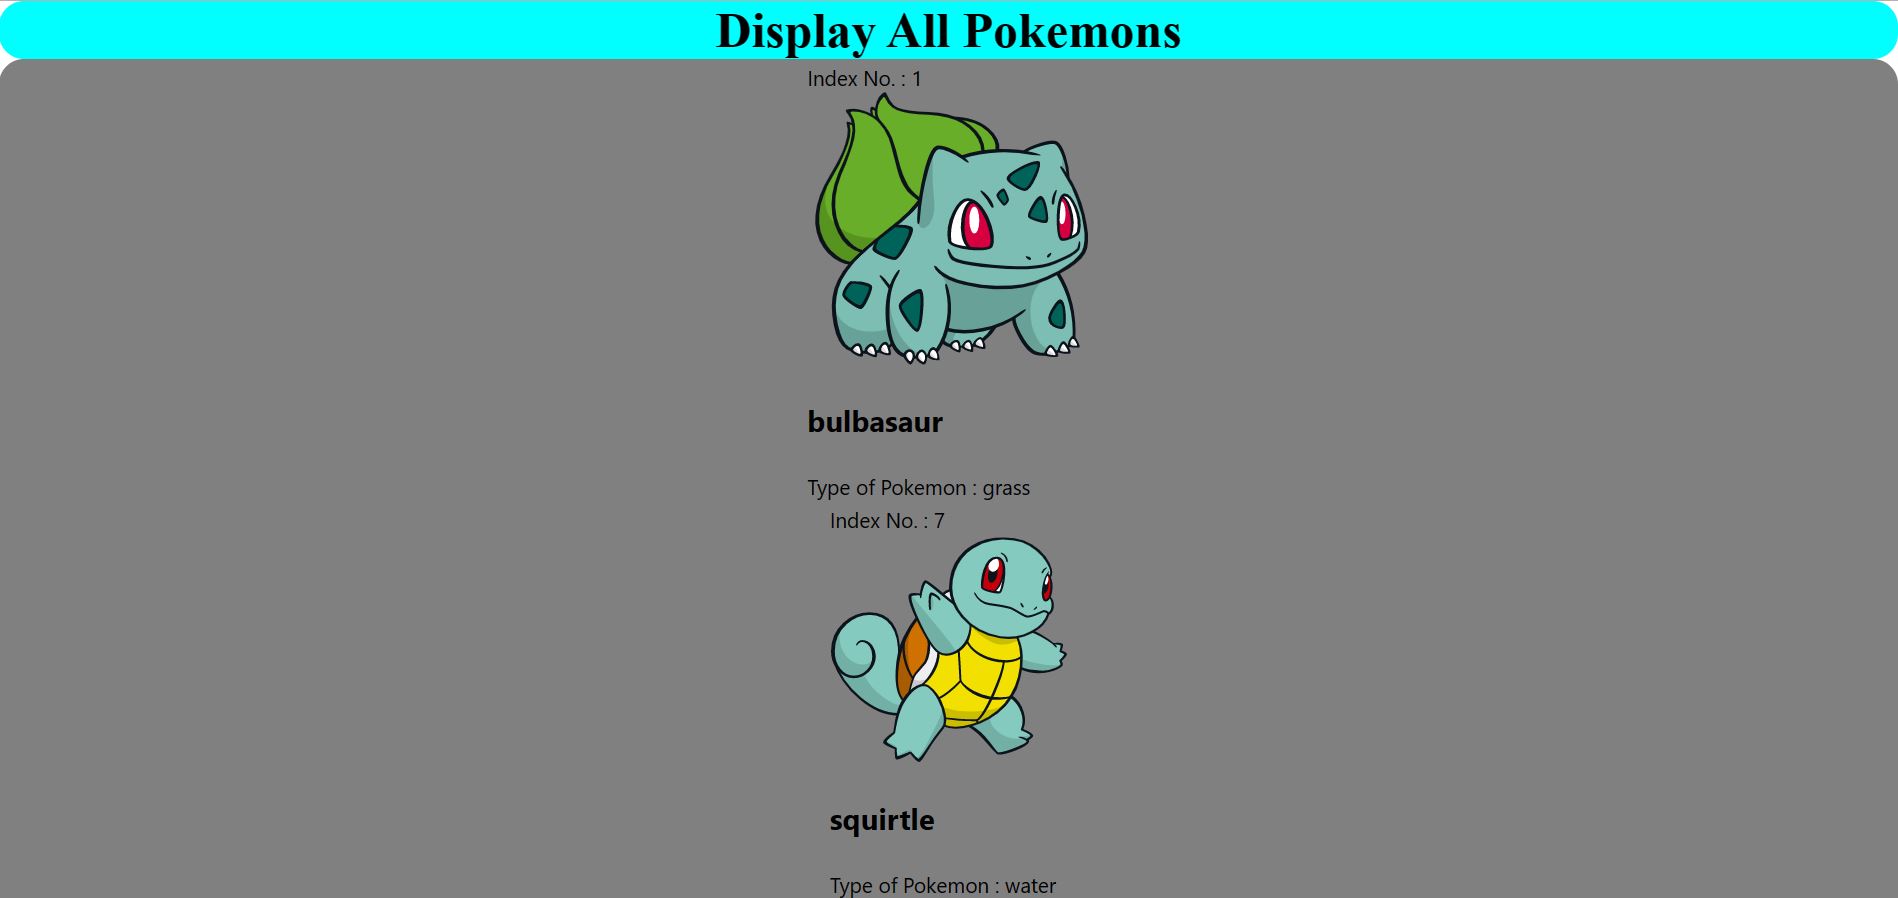 Display All Pokemons
Index No. : 1
bulbasaur
Type of Pokemon : grass
Index No. : 7
squirtle
Type of Pokemon : water